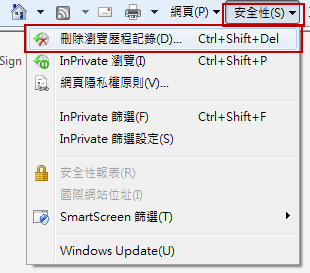 網頁(P)
安全性(S)
Sign
刪除瀏覽歷程記錄(D)... Ctrl+Shift+Del
InPrivate 瀏覽(I) Ctrl+Shift+P
網頁隱私權原則(V)...
InPrivate 篩選(F) Ctrl+Shift+F
InPrivate 篩選設定(S)
安全性報表(R)
國際網站位址(I)
SmartScreen 篩選(T)
Windows Update(U)